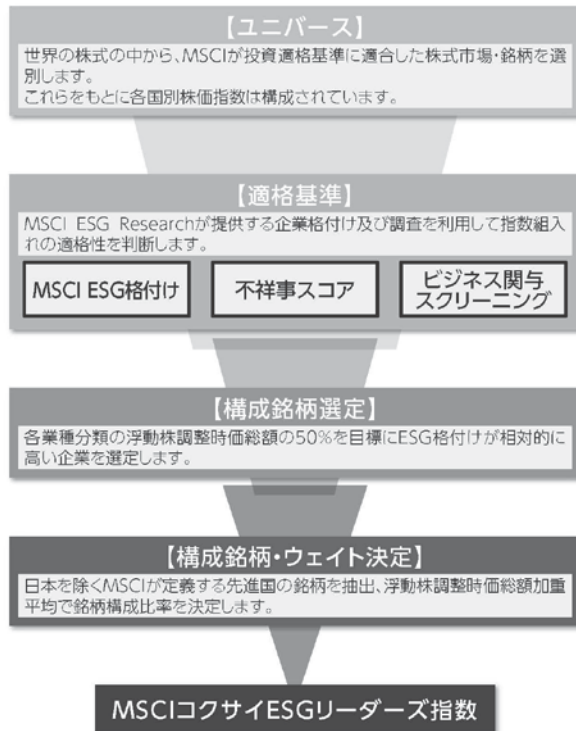 【ユニバース】
世界の株式の中から、MSCIが投資適格基準に適合した株式市場・銘柄を選
別します。
これらをもとに各国別株価指数は構成されています。
【適格基準】
MSCI ESG Researchが提供する企業格付け及び調査を利用して指数組入
れの適格性を判断します。
MSCI ESG格付け
不祥事スコア
ビジネス関与
スクリーニング
【構成銘柄選定】
各業種分類の浮動株調整時価総額の50%を目標にESG格付けが相対的に
高い企業を選定します。
【構成銘柄・ウェイト決定】
日本を除くMSCIが定義する先進国の銘柄を抽出、浮動株調整時価総額加重
平均で銘柄構成比率を決定します。
MSCIコクサイESGリーダーズ指数